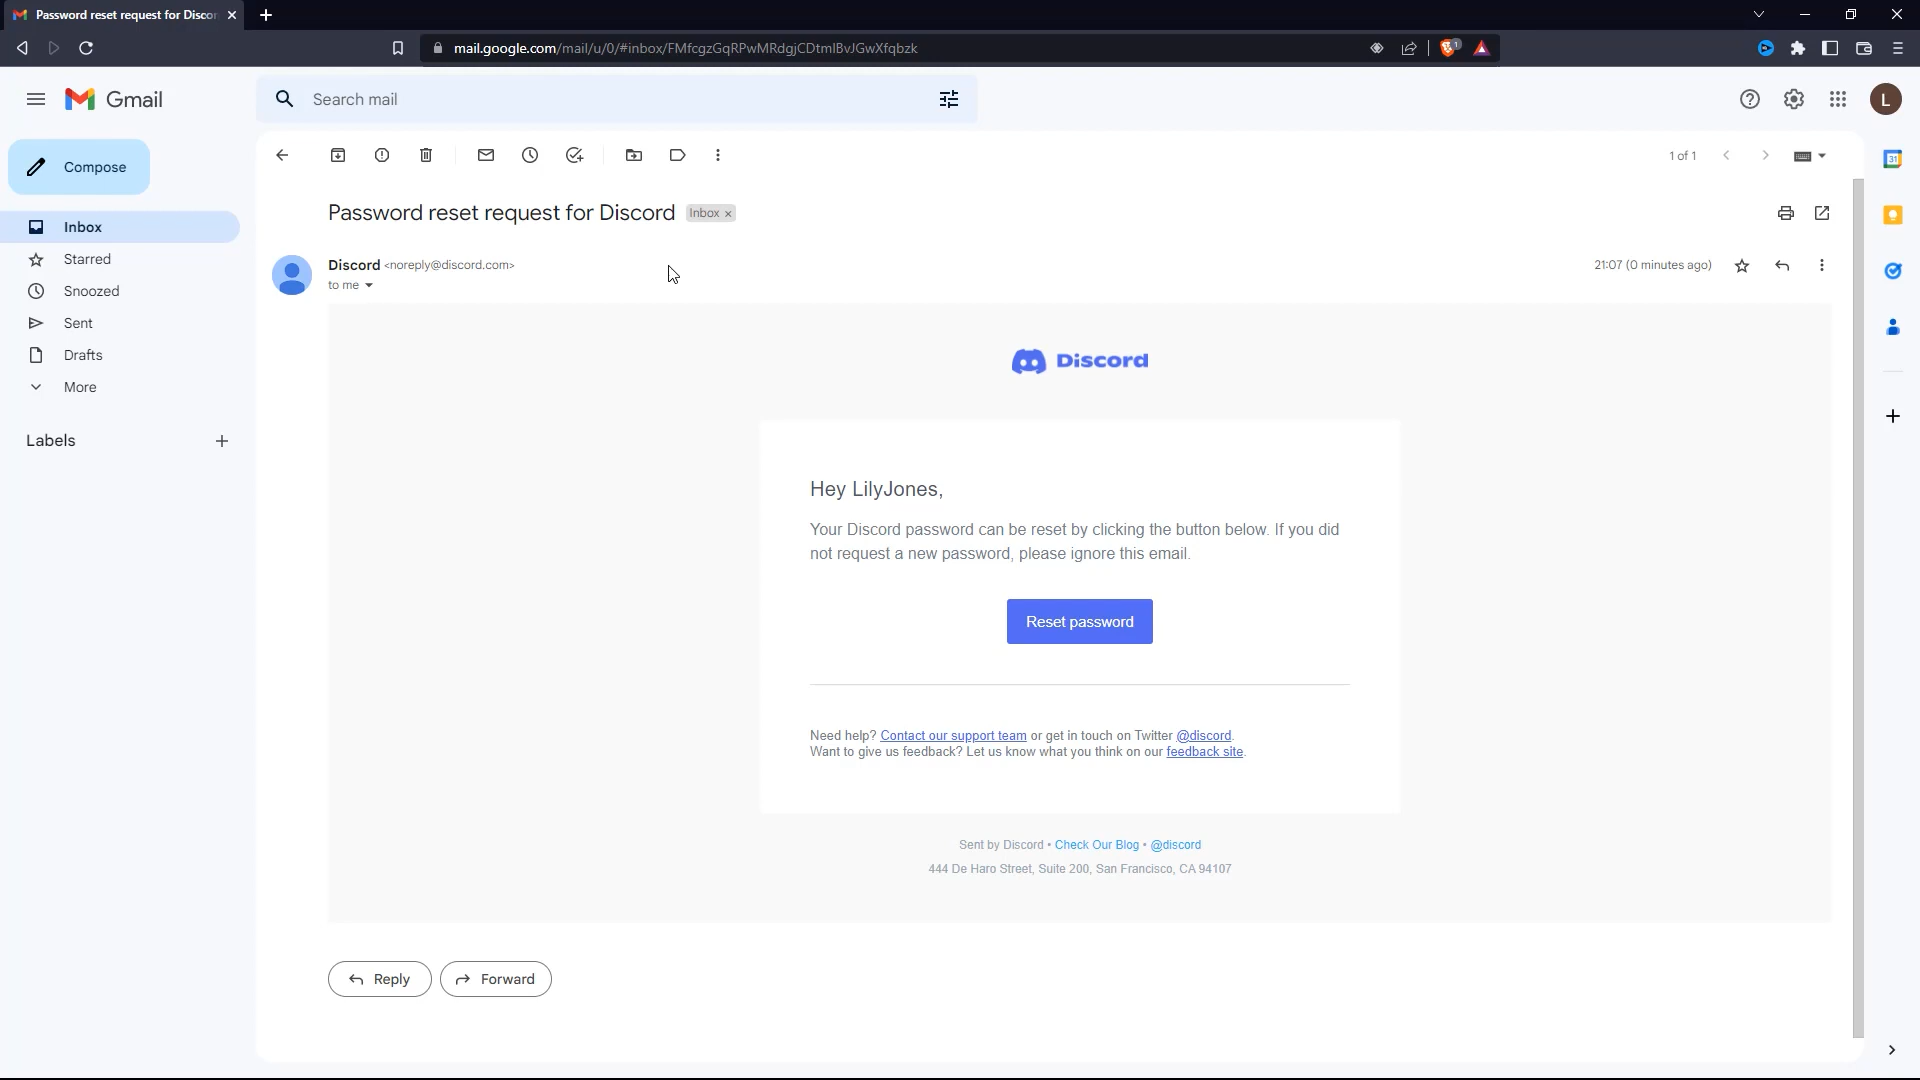 Password reset request for Discor
mail.google.com/mail/u/0/#inbox/FMfcgzGqRPwMRdgjCDtmlBvJGwXfqbzk
1
Gmail
Search mail
L
Compose
1 of 1
31
Password reset request for Discord Inbox ×
Inbox
Starred
Snoozed
Sent
Drafts
More
Labels
Discord <noreply@discord.com>
21:07 (0 minutes ago)
to me
Discord
Hey LilyJones,
Your Discord password can be reset by clicking the button below. If you did
not request a new password, please ignore this email.
Reset password
Need help? Contact our support team or get in touch on Twitter @discord.
Want to give us feedback? Let us know what you think on our feedback site.
Sent by Discord • Check Our Blog • @discord
444 De Haro Street, Suite 200, San Francisco, CA 94107
Reply
Forward